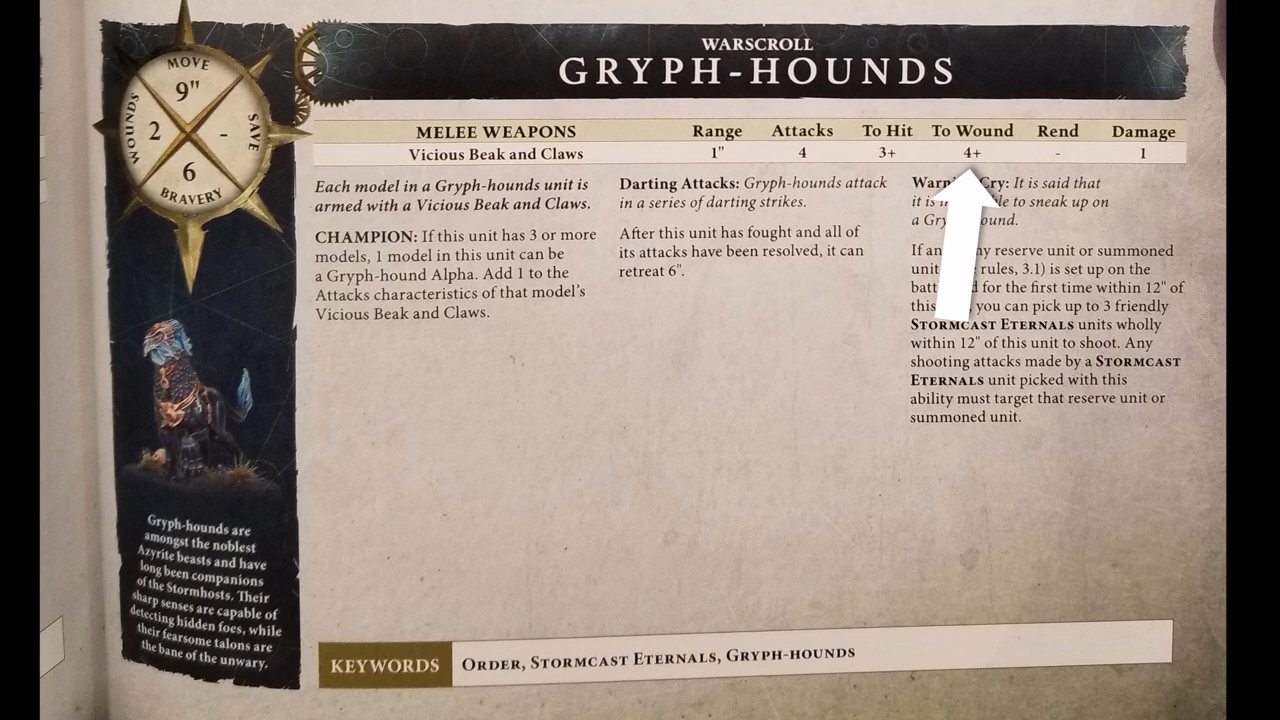 WARSCROLL
GRYPH-HOUNDS
MOVE
9"
WOUNDS
2
-
SAVE
6
BRAVERY
MELEE WEAPONS Range Attacks To Hit To Wound Rend Damage
Vicious Beak and Claws 1" 4 3+ 4+ - 1
Each model in a Gryph-hounds unit is
armed with a Vicious Beak and Claws.
CHAMPION: If this unit has 3 or more
models, 1 model in this unit can be
a Gryph-hound Alpha. Add 1 to the
Attacks characteristics of that model's
Vicious Beak and Claws.
Darting Attacks: Gryph-hounds attack
in a series of darting strikes.
After this unit has fought and all of
its attacks have been resolved, it can
retreat 6".
Cry: It is said that
it is to sneak up on
a
If reserve unit or summoned
unit rules, 3.1) is set up on the
for the first time within 12" of
this you can pick up to 3 friendly
STORMCAST ETERNALS units wholly
within 12" of this unit to shoot. Any
shooting attacks made by a STORMCAST
ETERNALS unit picked with this
ability must target that reserve unit or
summoned unit.
Gryph-hounds are
amongst the noblest
Azyrite beasts and have
long been companions
of the Stormhosts. Their
sharp senses are capable of
detecting hidden foes, while
their fearsome talons are
the bane of the unwary.
KEYWORDS ORDER, STORMCAST ETERNALS, GRYPH-HOUNDS